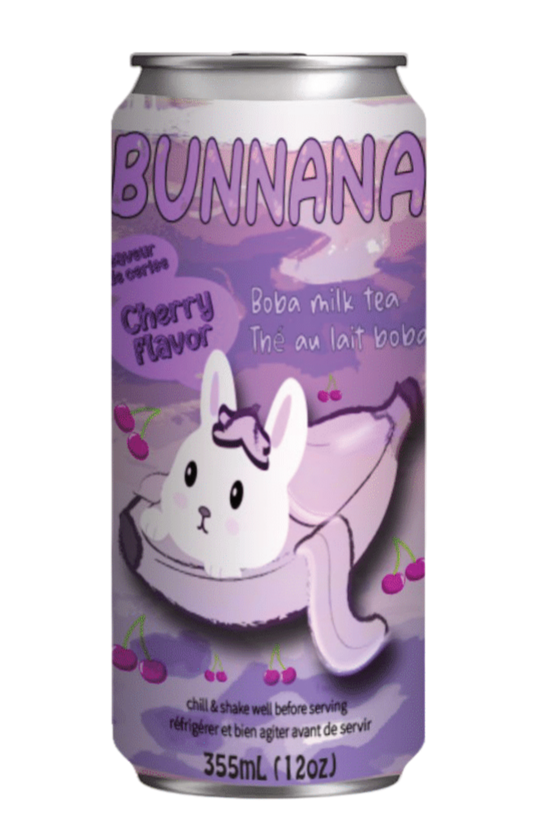 BUNNANA
saveur
de cerise
Cherry
Flavor
Boba milk tea
Thé au lait boba
chill & shake well before serving
réfrigérer et bien agiter avant de servir
355mL (12oz)